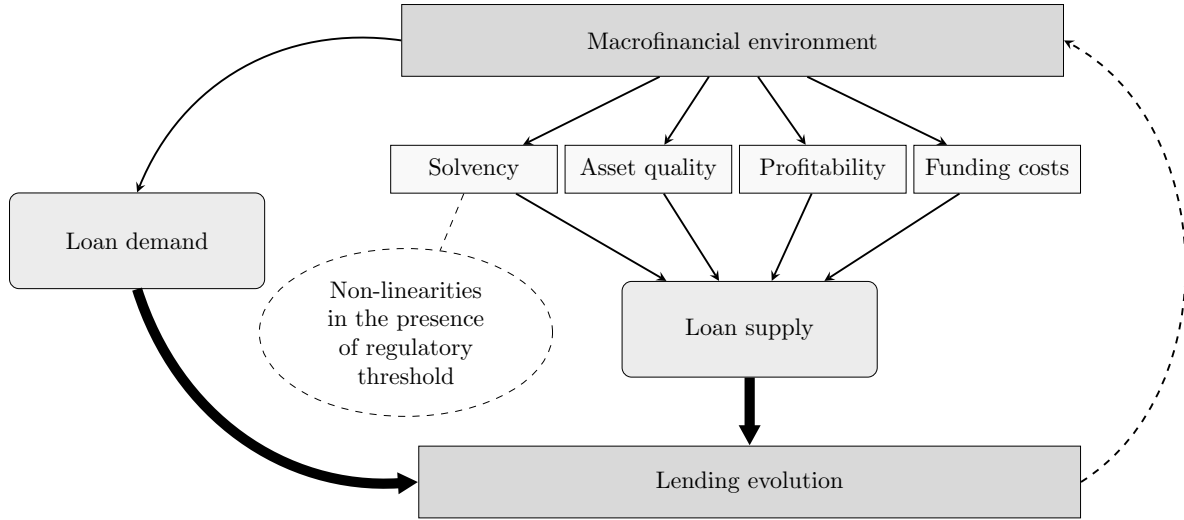 Macrofinancial environment
Solvency
Asset quality
Profitability
Funding costs
Loan demand
Non-linearities
in the presence
of regulatory
threshold
Loan supply
Lending evolution